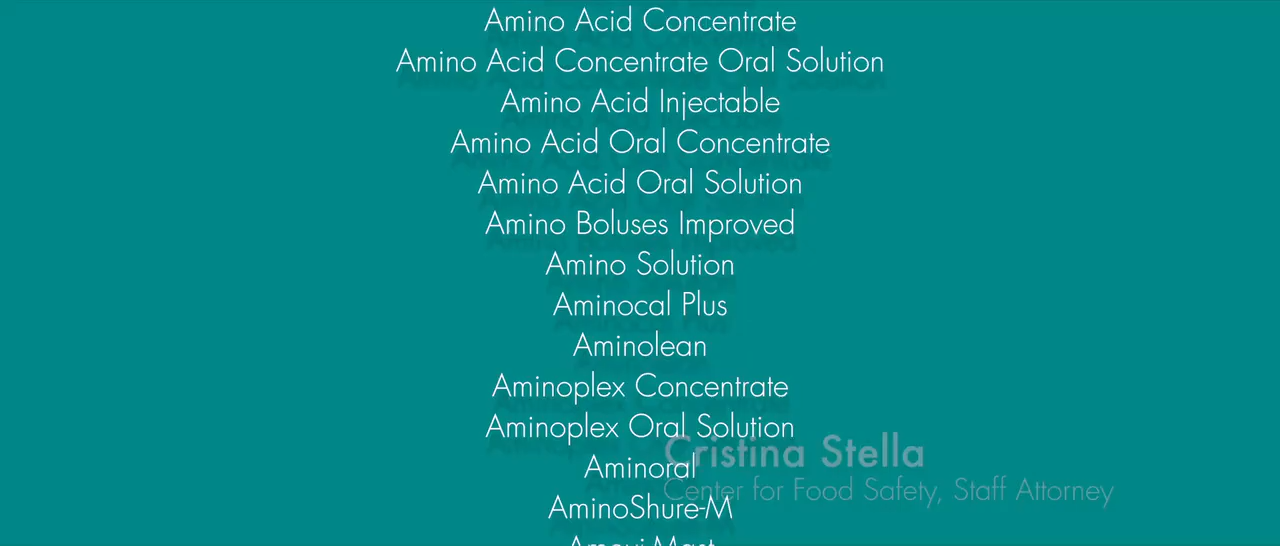 Amino Acid Concentrate
Amino Acid Concentrate Oral Solution
Amino Acid Injectable
Amino Acid Oral Concentrate
Amino Acid Oral Solution
Amino Boluses Improved
Amino Solution
Aminocal Plus
Aminolean
Aminoplex Concentrate
Aminoplex Oral Solution
Cristina Stella
Aminoral
Center for Food Safety, Staff Attorney
AminoShure-M